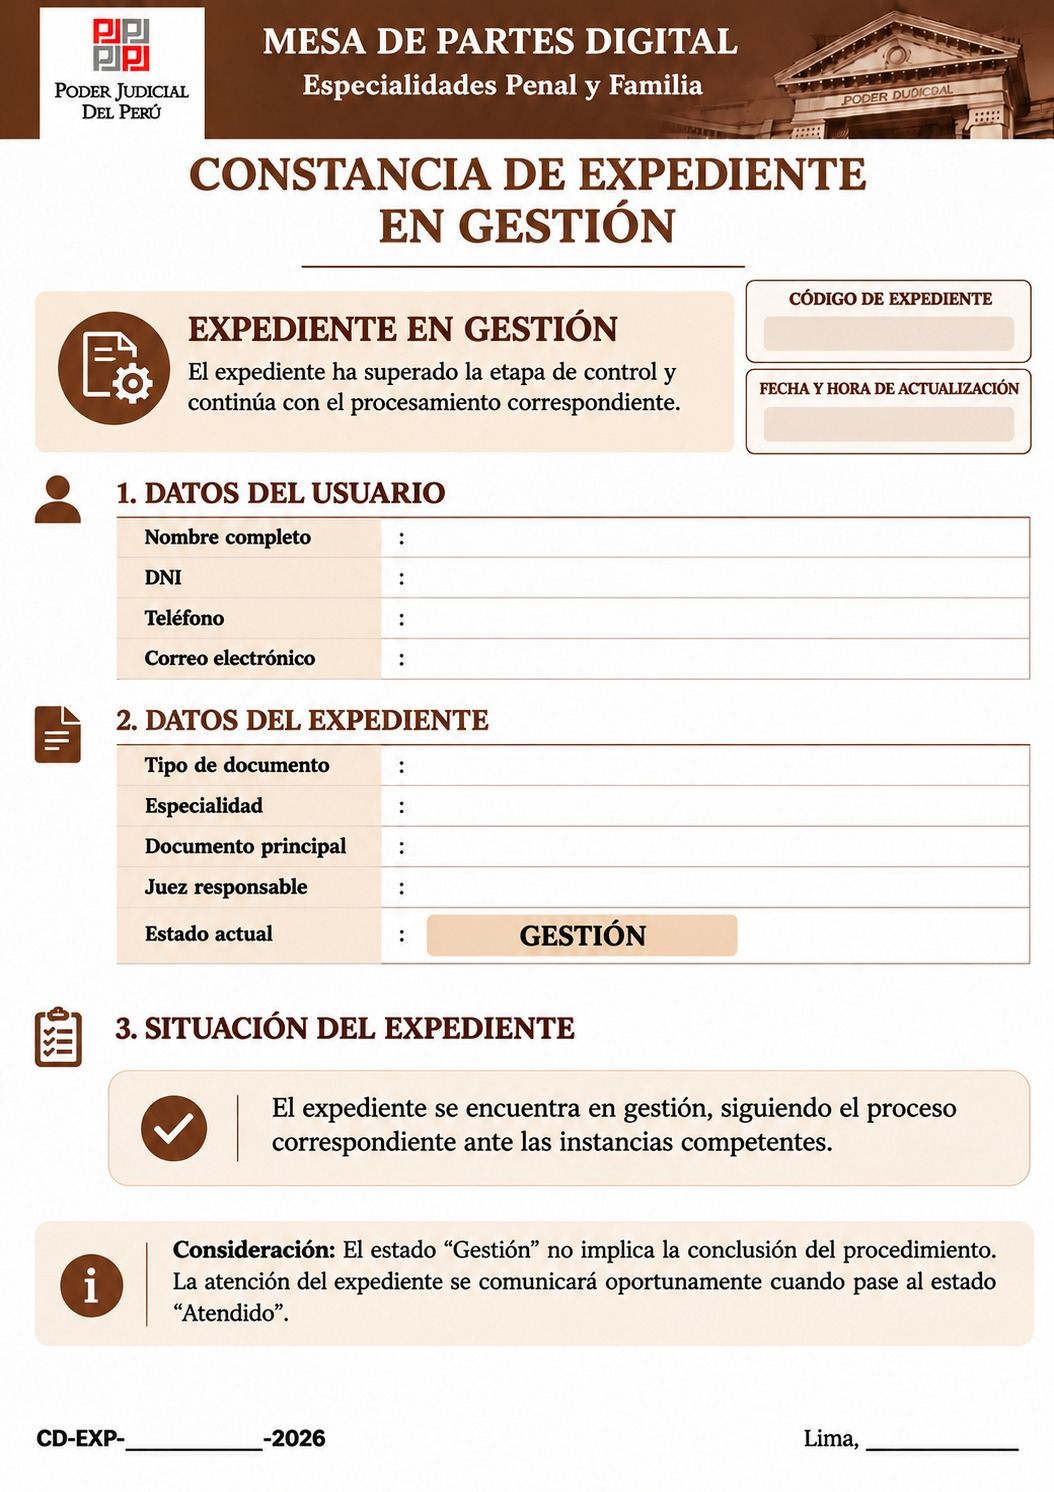 PODER JUDICIAL
DEL PERÚ
MESA DE PARTES DIGITAL
Especialidades Penal y Familia
PODER DUDICDAL
CONSTANCIA DE EXPEDIENTE
EN GESTIÓN
EXPEDIENTE EN GESTIÓN
El expediente ha superado la etapa de control y
continúa con el procesamiento correspondiente.
CÓDIGO DE EXPEDIENTE
FECHA Y HORA DE ACTUALIZACIÓN
1. DATOS DEL USUARIO
Nombre completo :
DNI :
Teléfono :
Correo electrónico :
2. DATOS DEL EXPEDIENTE
Tipo de documento :
Especialidad :
Documento principal :
Juez responsable :
Estado actual : GESTIÓN
3. SITUACIÓN DEL EXPEDIENTE
El expediente se encuentra en gestión, siguiendo el proceso
correspondiente ante las instancias competentes.
Consideración: El estado “Gestión” no implica la conclusión del procedimiento.
La atención del expediente se comunicará oportunamente cuando pase al estado
“Atendido”.
CD-EXP-___________-2026
Lima, ____________